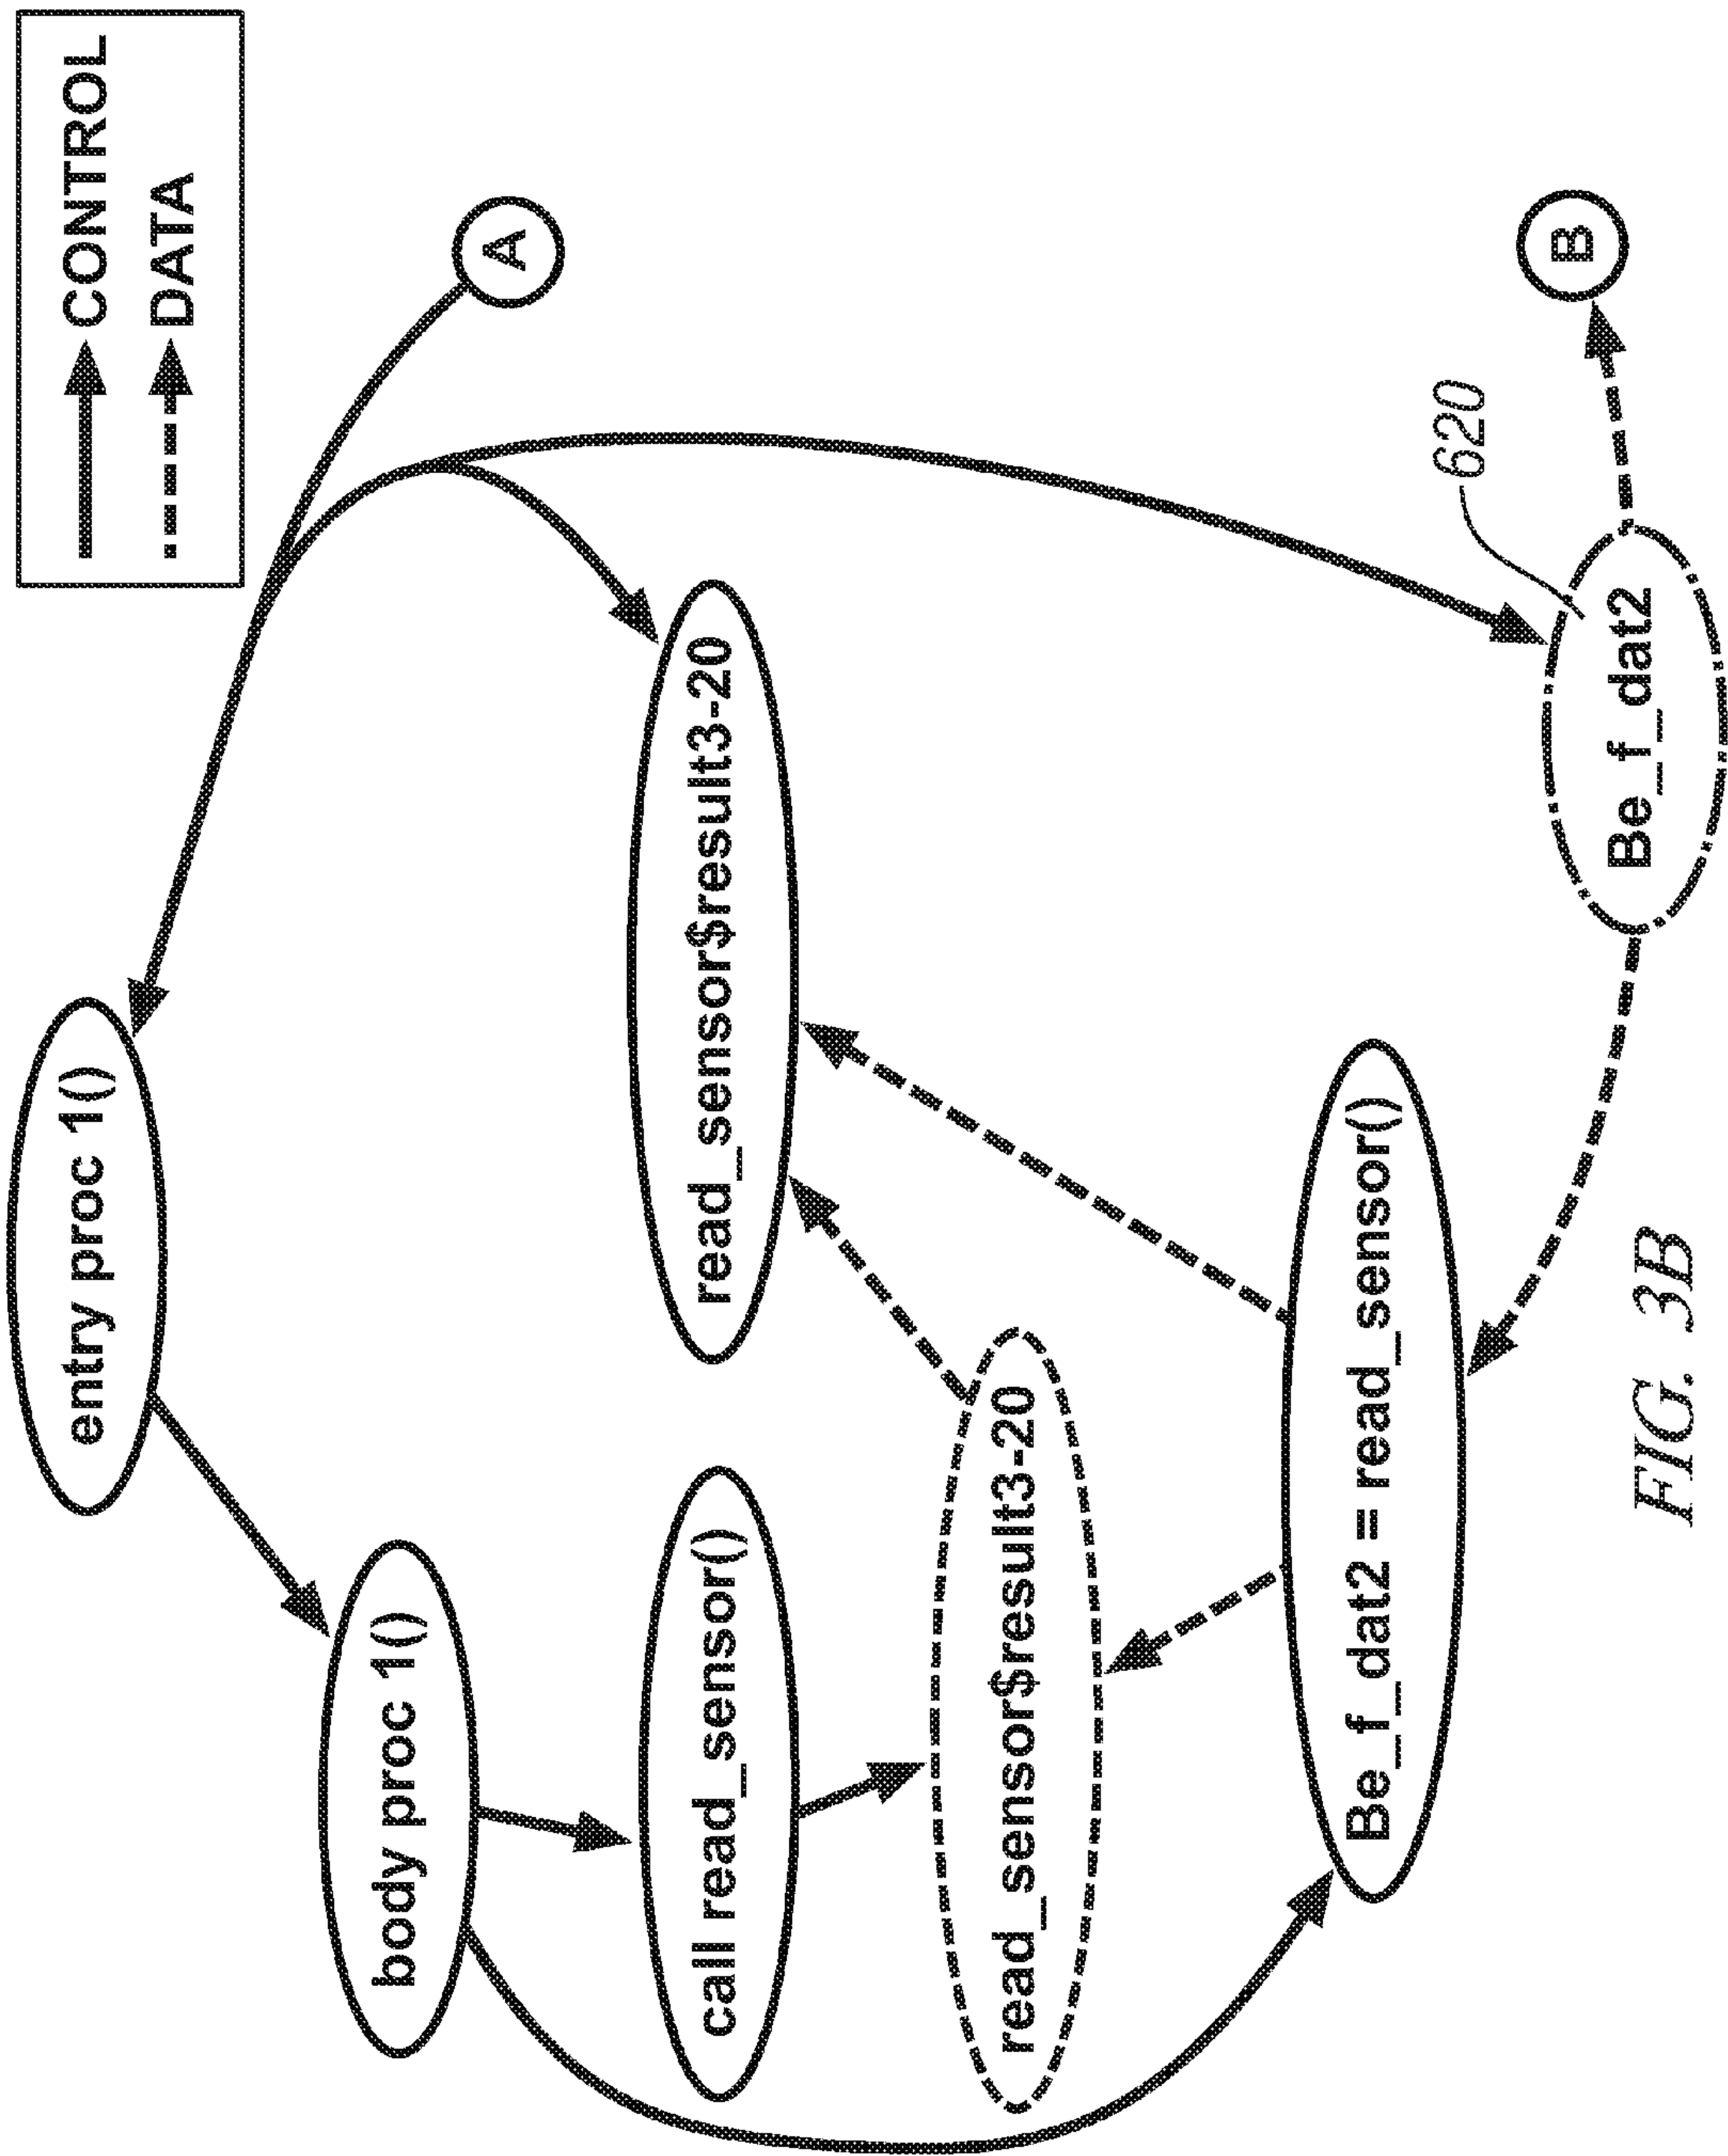 CONTROL
DATA
A
entry proc 1()
body proc 1()
read_sensor$result3-20
call read_sensor()
read_sensor$result3-20
Be_f_dat2 = read_sensor()
620
Be_f_dat2
B
FIG. 3B